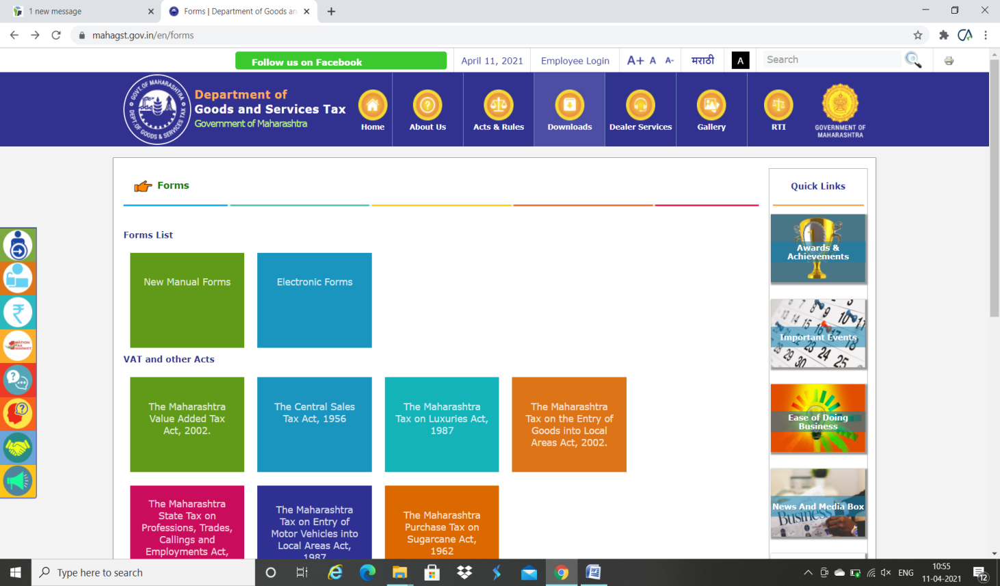 1 new message
Forms | Department of Goods an
mahagst.gov.in/en/forms
Follow us on Facebook
April 11, 2021
Employee Login
A+ A A-
मराठी
A
Search
GOVT. OF MAHARASHTRA
DEPT. OF GOODS & SERVICES TAX
Department of
Goods and Services Tax
Government of Maharashtra
Home
About Us
Acts & Rules
Downloads
Dealer Services
Gallery
RTI
GOVERNMENT OF
MAHARASHTRA
Forms
Forms List
New Manual Forms
Electronic Forms
VAT and other Acts
The Maharashtra
Value Added Tax
Act, 2002.
The Central Sales
Tax Act, 1956
The Maharashtra
Tax on Luxuries Act,
1987
The Maharashtra
Tax on the Entry of
Goods into Local
Areas Act, 2002.
The Maharashtra
State Tax on
Professions, Trades,
Callings and
Employments Act,
The Maharashtra
Tax on Entry of
Motor Vehicles into
Local Areas Act,
1987
The Maharashtra
Purchase Tax on
Sugarcane Act,
1962
Quick Links
Awards &
Achievements
Important Events
Ease of Doing
Business
News And Media Box
Business
NATION
TAX
MARKET
Type here to search
ENG
10:55
11-04-2021
12